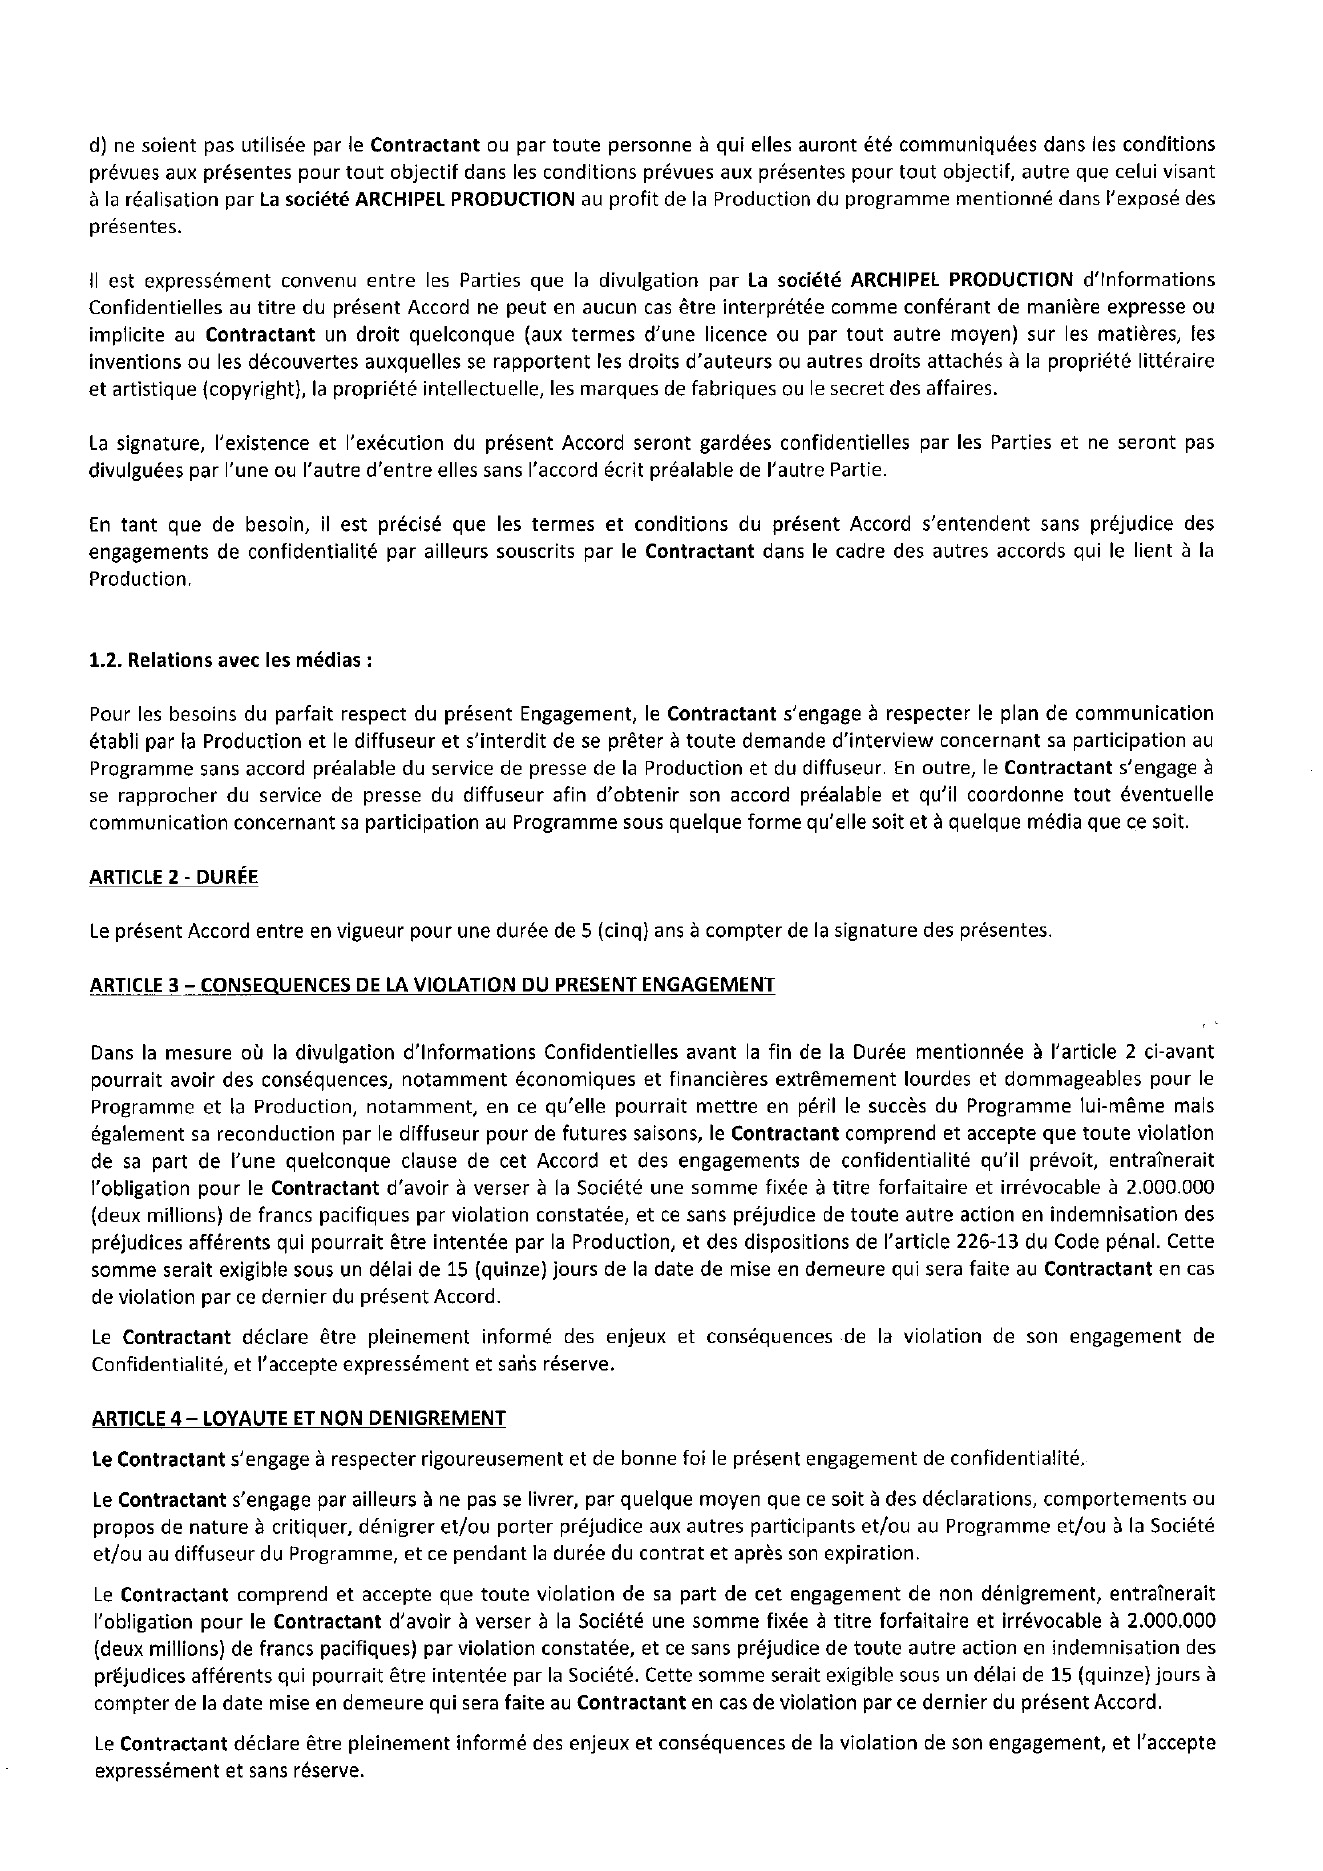 d) ne soient pas utilisée par le Contractant ou par toute personne à qui elles auront été communiquées dans les conditions
prévues aux présentes pour tout objectif dans les conditions prévues aux présentes pour tout objectif, autre que celui visant
à la réalisation par La société ARCHIPEL PRODUCTION au profit de la Production du programme mentionné dans l'exposé des
présentes.
Il est expressément convenu entre les Parties que la divulgation par La société ARCHIPEL PRODUCTION d'Informations
Confidentielles au titre du présent Accord ne peut en aucun cas être interprétée comme conférant de manière expresse ou
implicite au Contractant un droit quelconque (aux termes d'une licence ou par tout autre moyen) sur les matières, les
inventions ou les découvertes auxquelles se rapportent les droits d'auteurs ou autres droits attachés à la propriété littéraire
et artistique (copyright), la propriété intellectuelle, les marques de fabriques ou le secret des affaires.
La signature, l'existence et l'exécution du présent Accord seront gardées confidentielles par les Parties et ne seront pas
divulguées par l'une ou l'autre d'entre elles sans l'accord écrit préalable de l'autre Partie.
En tant que de besoin, il est précisé que les termes et conditions du présent Accord s'entendent sans préjudice des
engagements de confidentialité par ailleurs souscrits par le Contractant dans le cadre des autres accords qui le lient à la
Production.
1.2. Relations avec les médias :
Pour les besoins du parfait respect du présent Engagement, le Contractant s'engage à respecter le plan de communication
établi par la Production et le diffuseur et s'interdit de se prêter à toute demande d'interview concernant sa participation au
Programme sans accord préalable du service de presse de la Production et du diffuseur. En outre, le Contractant s'engage à
se rapprocher du service de presse du diffuseur afin d'obtenir son accord préalable et qu'il coordonne tout éventuelle
communication concernant sa participation au Programme sous quelque forme qu'elle soit et à quelque média que ce soit.
ARTICLE 2 - DURÉE
Le présent Accord entre en vigueur pour une durée de 5 (cinq) ans à compter de la signature des présentes.
ARTICLE 3 – CONSEQUENCES DE LA VIOLATION DU PRESENT ENGAGEMENT
Dans la mesure où la divulgation d'Informations Confidentielles avant la fin de la Durée mentionnée à l'article 2 ci-avant
pourrait avoir des conséquences, notamment économiques et financières extrêmement lourdes et dommageables pour le
Programme et la Production, notamment, en ce qu'elle pourrait mettre en péril le succès du Programme lui-même mais
également sa reconduction par le diffuseur pour de futures saisons, le Contractant comprend et accepte que toute violation
de sa part de l'une quelconque clause de cet Accord et des engagements de confidentialité qu'il prévoit, entraînerait
l'obligation pour le Contractant d'avoir à verser à la Société une somme fixée à titre forfaitaire et irrévocable à 2.000.000
(deux millions) de francs pacifiques par violation constatée, et ce sans préjudice de toute autre action en indemnisation des
préjudices afférents qui pourrait être intentée par la Production, et des dispositions de l'article 226-13 du Code pénal. Cette
somme serait exigible sous un délai de 15 (quinze) jours de la date de mise en demeure qui sera faite au Contractant en cas
de violation par ce dernier du présent Accord.
Le Contractant déclare être pleinement informé des enjeux et conséquences de la violation de son engagement de
Confidentialité, et l'accepte expressément et sans réserve.
ARTICLE 4 – LOYAUTE ET NON DENIGREMENT
Le Contractant s'engage à respecter rigoureusement et de bonne foi le présent engagement de confidentialité.
Le Contractant s'engage par ailleurs à ne pas se livrer, par quelque moyen que ce soit à des déclarations, comportements ou
propos de nature à critiquer, dénigrer et/ou porter préjudice aux autres participants et/ou au Programme et/ou à la Société
et/ou au diffuseur du Programme, et ce pendant la durée du contrat et après son expiration.
Le Contractant comprend et accepte que toute violation de sa part de cet engagement de non dénigrement, entraînerait
l'obligation pour le Contractant d'avoir à verser à la Société une somme fixée à titre forfaitaire et irrévocable à 2.000.000
(deux millions) de francs pacifiques) par violation constatée, et ce sans préjudice de toute autre action en indemnisation des
préjudices afférents qui pourrait être intentée par la Société. Cette somme serait exigible sous un délai de 15 (quinze) jours à
compter de la date mise en demeure qui sera faite au Contractant en cas de violation par ce dernier du présent Accord.
Le Contractant déclare être pleinement informé des enjeux et conséquences de la violation de son engagement, et l'accepte
expressément et sans réserve.